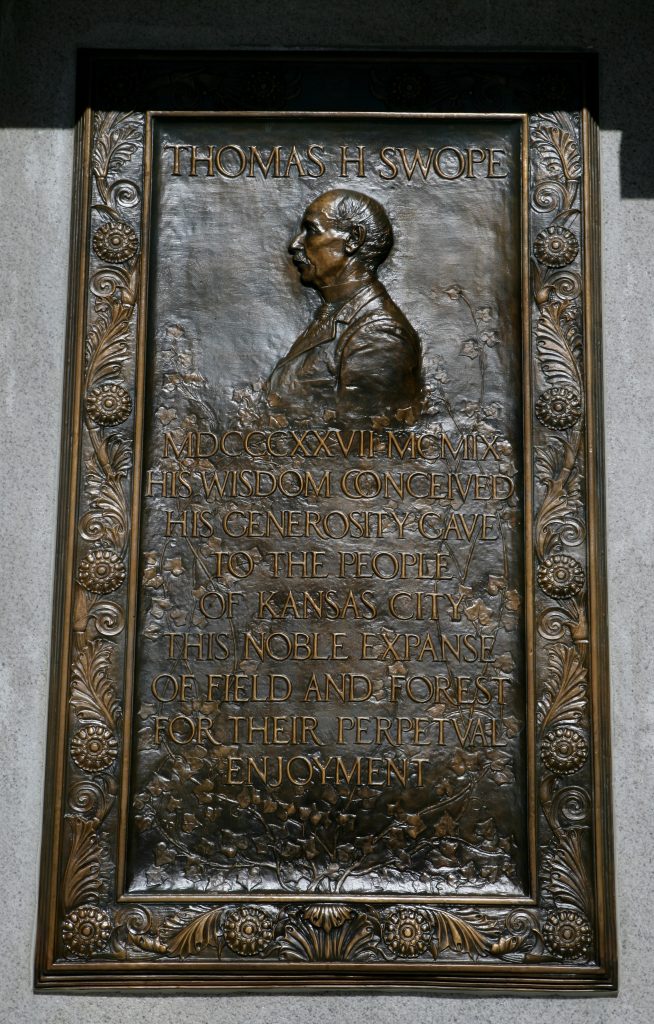 THOMAS H SWOPE
MDCCCXXVII MCMIX
HIS WISDOM CONCEIVED
HIS GENEROSITY GAVE
TO THE PEOPLE
OF KANSAS CITY
THIS NOBLE EXPANSE
OF FIELD AND FOREST
FOR THEIR PERPETVAL
ENJOYMENT